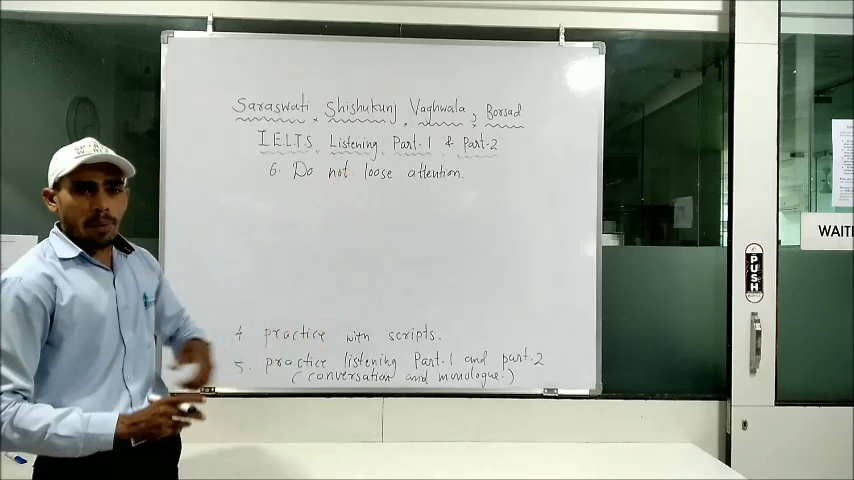 Saraswati Shishukunj Vaghwala, Borsad
IELTS Listening Part-1 & Part-2
6. Do not loose attention.
4. practice with scripts.
5. practice listening Part-1 and part-2
(conversation and monologue.)
WAITI
PUSH